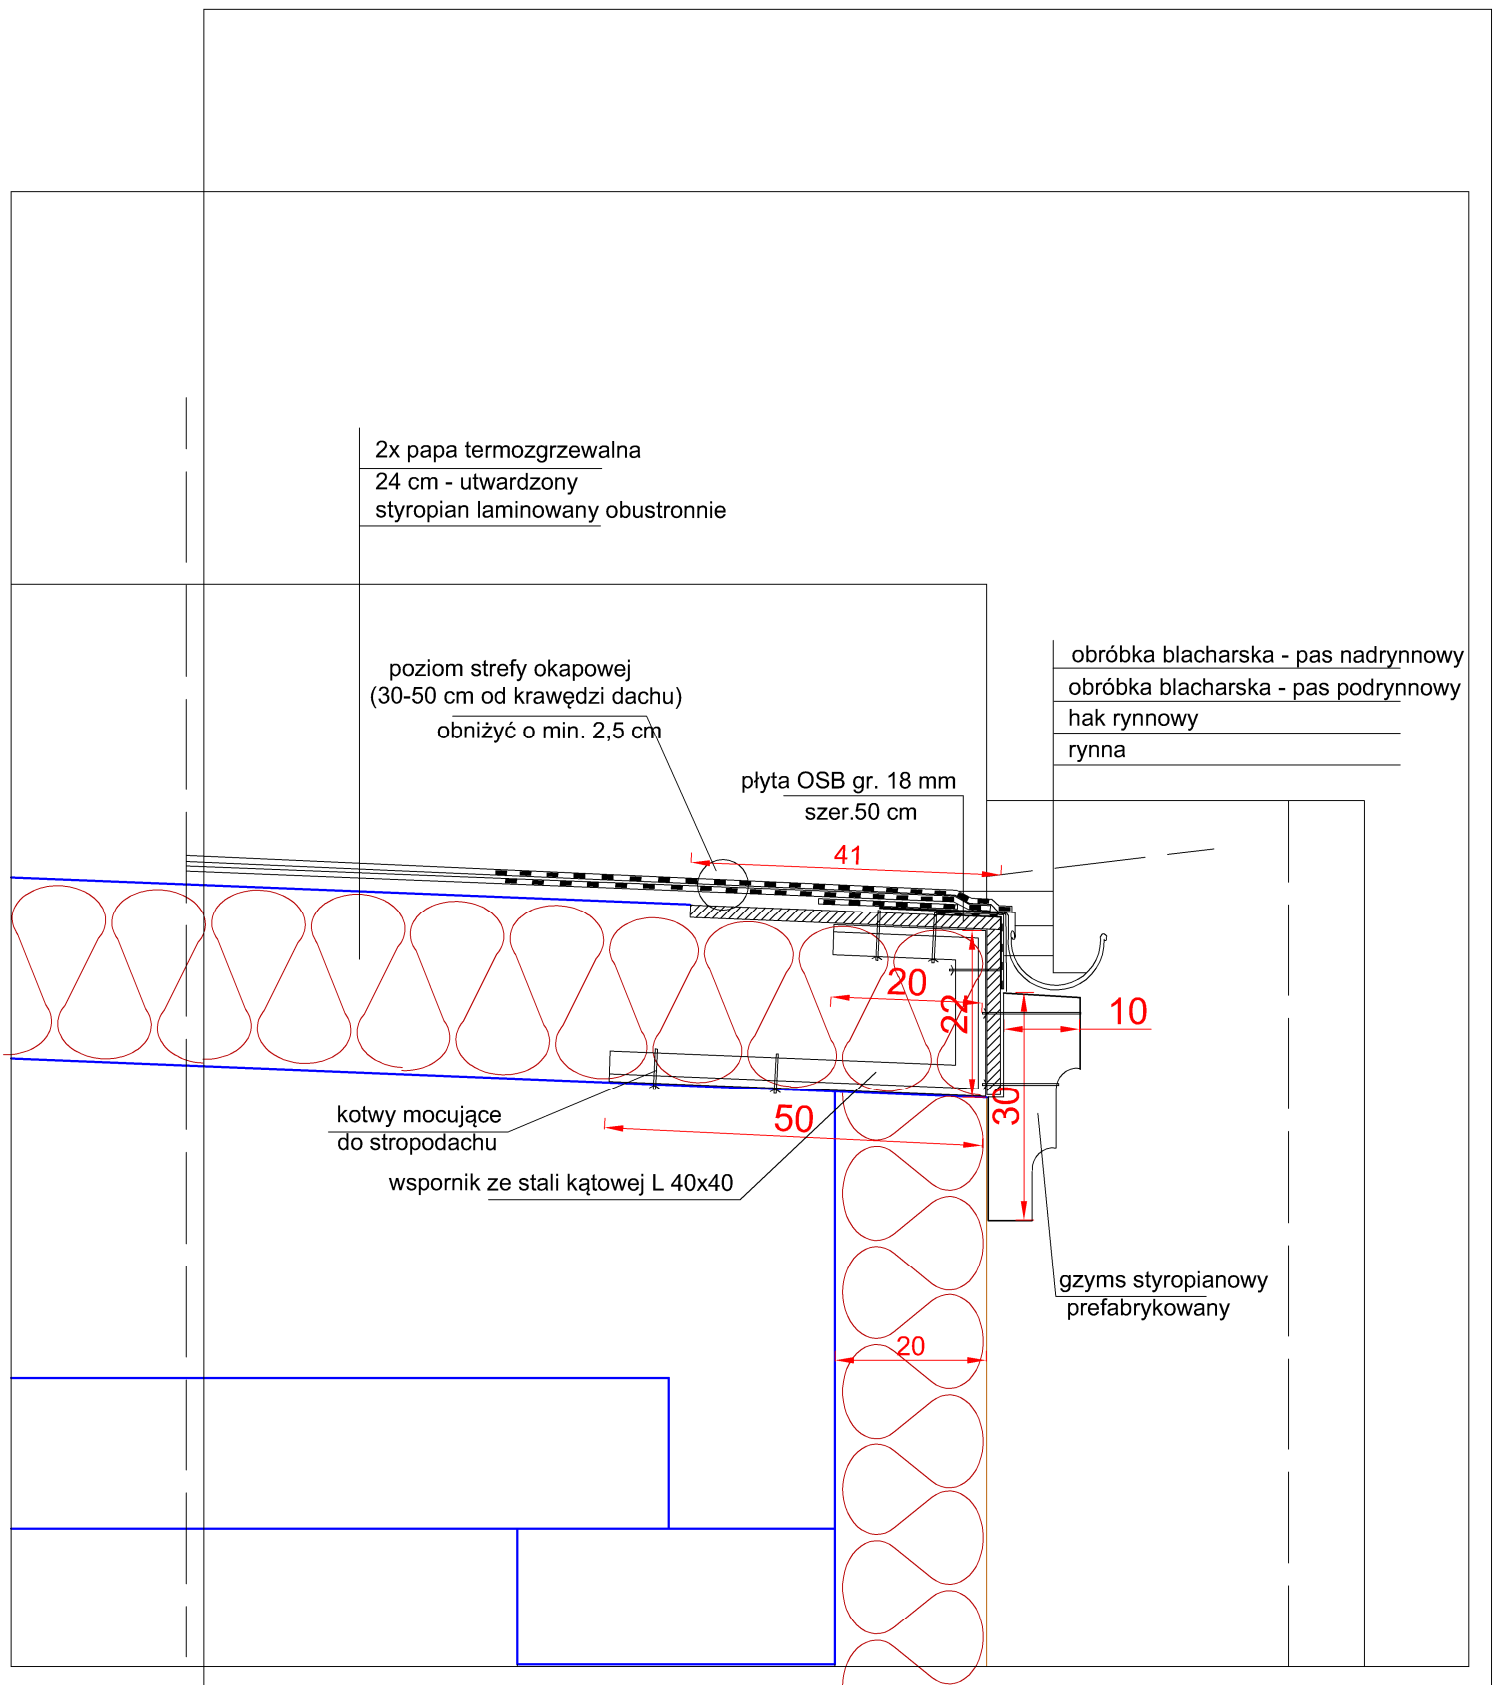 2x papa termozgrzewalna
24 cm - utwardzony
styropian laminowany obustronnie
poziom strefy okapowej
(30-50 cm od krawędzi dachu)
obniżyć o min. 2,5 cm
obróbka blacharska - pas nadrynnowy
obróbka blacharska - pas podrynnowy
hak rynnowy
rynna
płyta OSB gr. 18 mm
szer.50 cm
41
20
22
10
30
50
kotwy mocujące
do stropodachu
wspornik ze stali kątowej L 40x40
gzyms styropianowy
prefabrykowany
20